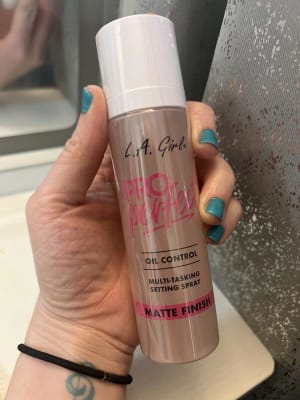 L.A. Girl
PRO.
perfect
OIL CONTROL
MULTI-TASKING
SETTING SPRAY
MATTE FINISH